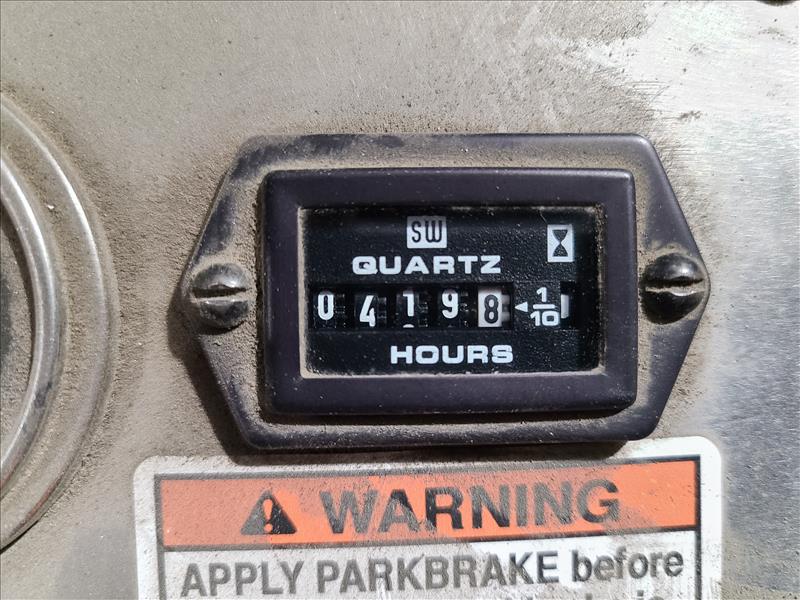 SW
QUARTZ
0 4 1 9 8 1/10
HOURS
WARNING
APPLY PARKBRAKE before